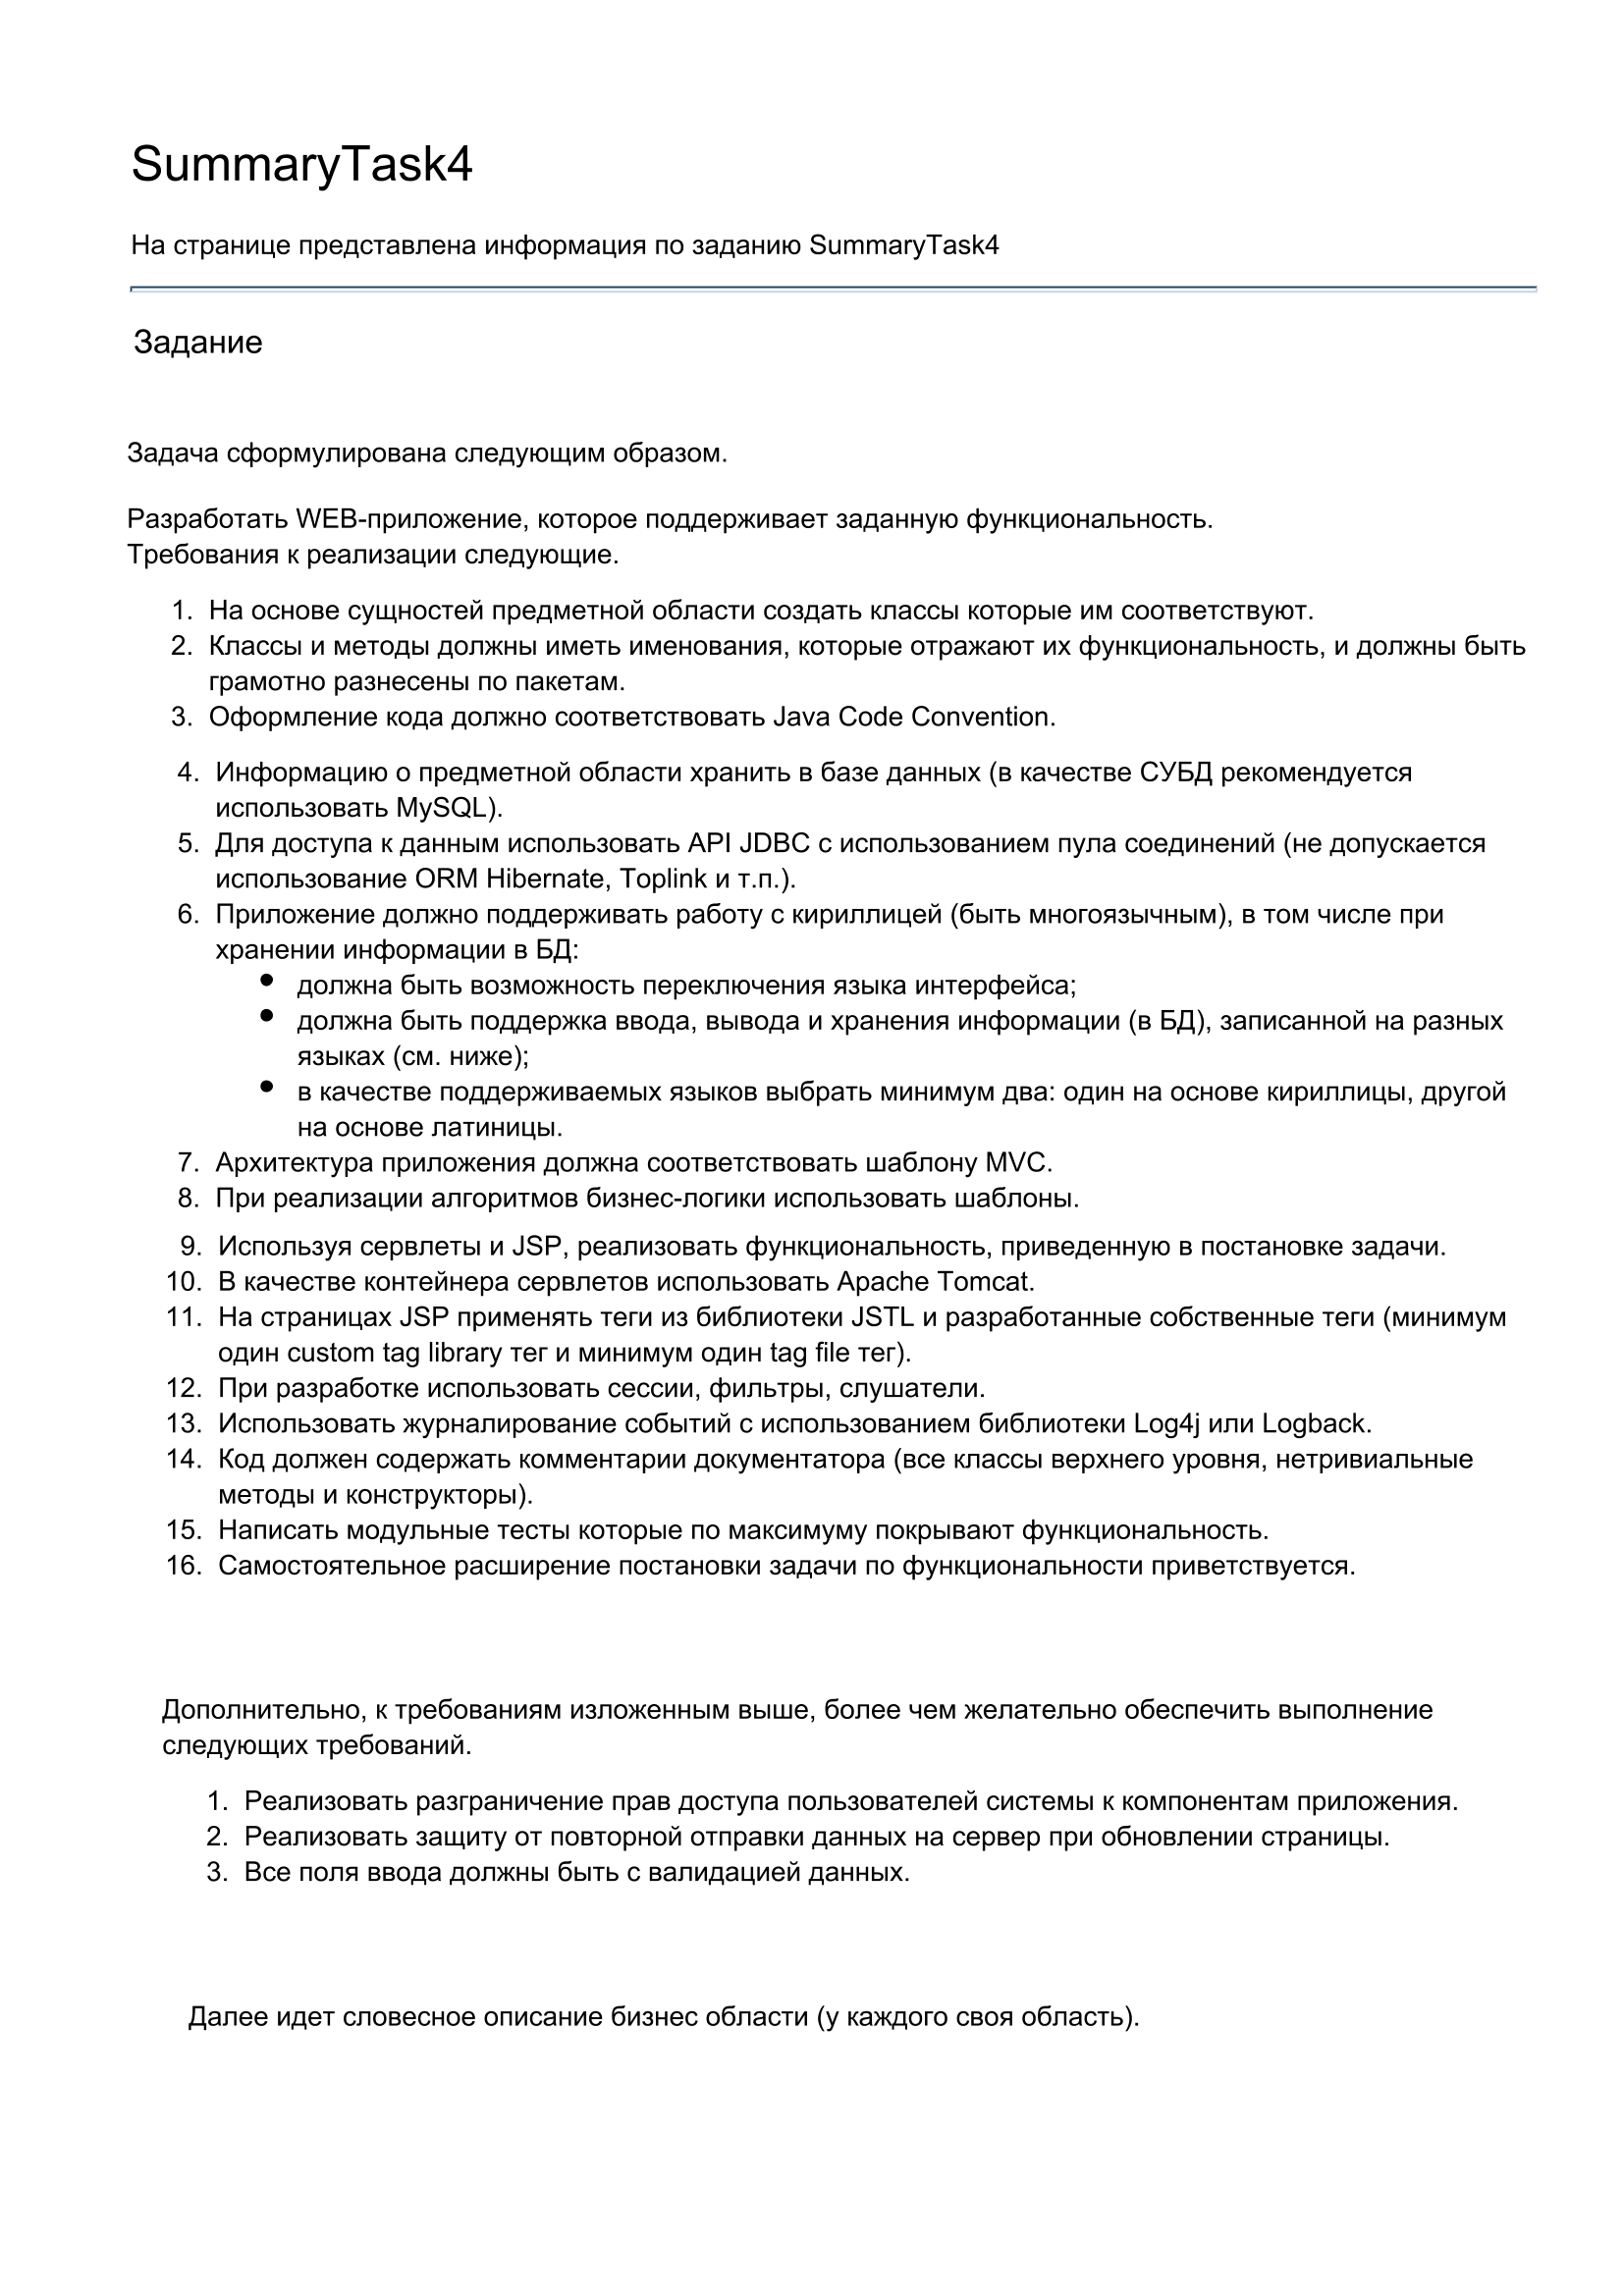 SummaryTask4
На странице представлена информация по заданию SummaryTask4
Задание
Задача сформулирована следующим образом.
Разработать WEB-приложение, которое поддерживает заданную функциональность.
Требования к реализации следующие.
1. На основе сущностей предметной области создать классы которые им соответствуют.
2. Классы и методы должны иметь именования, которые отражают их функциональность, и должны быть
грамотно разнесены по пакетам.
3. Оформление кода должно соответствовать Java Code Convention.
4. Информацию о предметной области хранить в базе данных (в качестве СУБД рекомендуется
использовать MySQL).
5. Для доступа к данным использовать API JDBC с использованием пула соединений (не допускается
использование ORM Hibernate, Toplink и т.п.).
6. Приложение должно поддерживать работу с кириллицей (быть многоязычным), в том числе при
хранении информации в БД:
● должна быть возможность переключения языка интерфейса;
● должна быть поддержка ввода, вывода и хранения информации (в БД), записанной на разных
языках (см. ниже);
● в качестве поддерживаемых языков выбрать минимум два: один на основе кириллицы, другой
на основе латиницы.
7. Архитектура приложения должна соответствовать шаблону MVC.
8. При реализации алгоритмов бизнес-логики использовать шаблоны.
9. Используя сервлеты и JSP, реализовать функциональность, приведенную в постановке задачи.
10. В качестве контейнера сервлетов использовать Apache Tomcat.
11. На страницах JSP применять теги из библиотеки JSTL и разработанные собственные теги (минимум
один custom tag library тег и минимум один tag file тег).
12. При разработке использовать сессии, фильтры, слушатели.
13. Использовать журналирование событий с использованием библиотеки Log4j или Logback.
14. Код должен содержать комментарии документатора (все классы верхнего уровня, нетривиальные
методы и конструкторы).
15. Написать модульные тесты которые по максимуму покрывают функциональность.
16. Самостоятельное расширение постановки задачи по функциональности приветствуется.
Дополнительно, к требованиям изложенным выше, более чем желательно обеспечить выполнение
следующих требований.
1. Реализовать разграничение прав доступа пользователей системы к компонентам приложения.
2. Реализовать защиту от повторной отправки данных на сервер при обновлении страницы.
3. Все поля ввода должны быть с валидацией данных.
Далее идет словесное описание бизнес области (у каждого своя область).